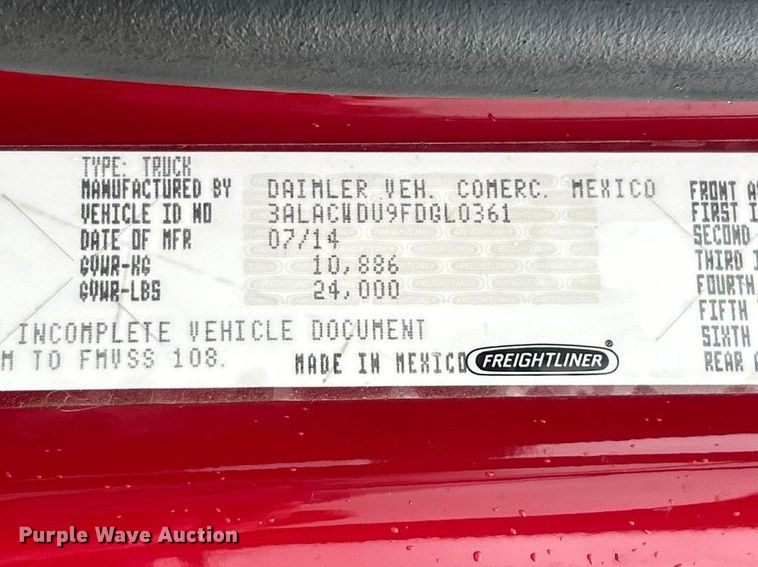 TYPE: TRUCK
MANUFACTURED BY DAIMLER VEH. COMERC. MEXICO FRONT
VEHICLE ID NO 3ALACWDU9FDGL0361 FIRST
DATE OF MFR 07/14 SECOND
GVWR-KG 10,886 THIRD
GVWR-LBS 24,000 FOURTH
FIFTH
INCOMPLETE VEHICLE DOCUMENT SIXTH
TO FMVSS 108. MADE IN MEXICO FREIGHTLINER® REAR
Purple Wave Auction